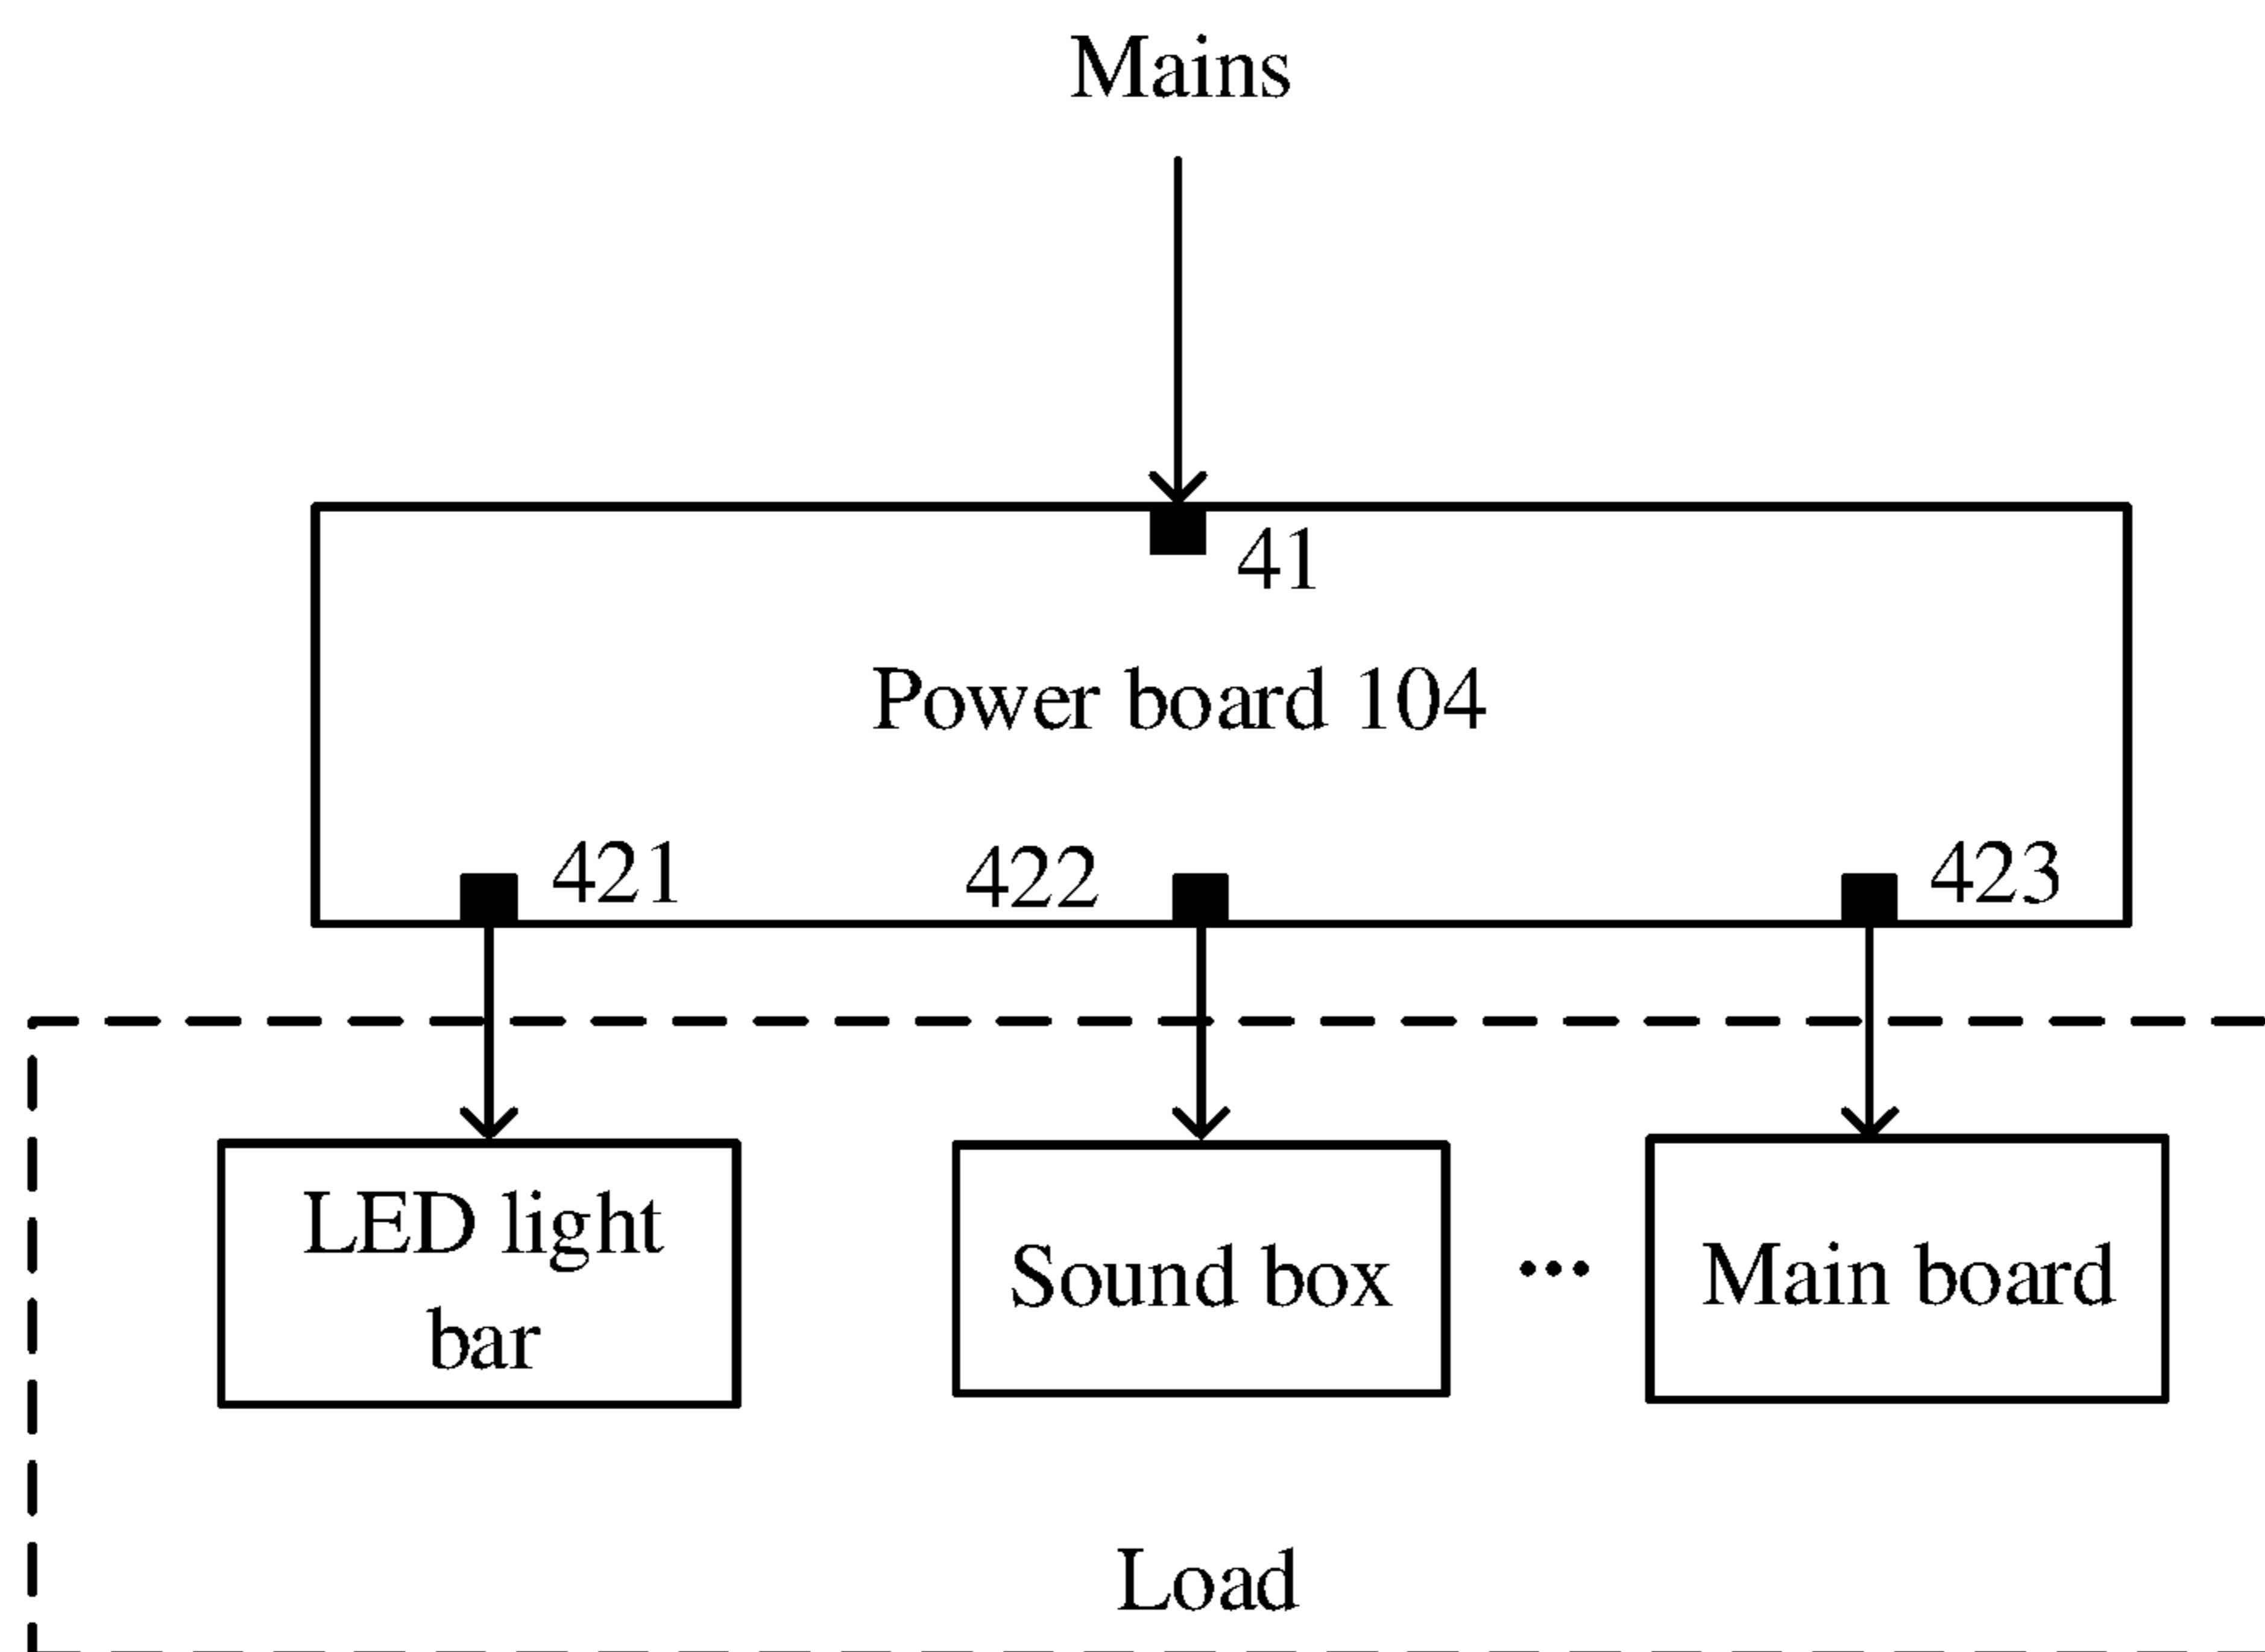 Mains
41
Power board 104
421
422
423
LED light
bar
Sound box
...
Main board
Load